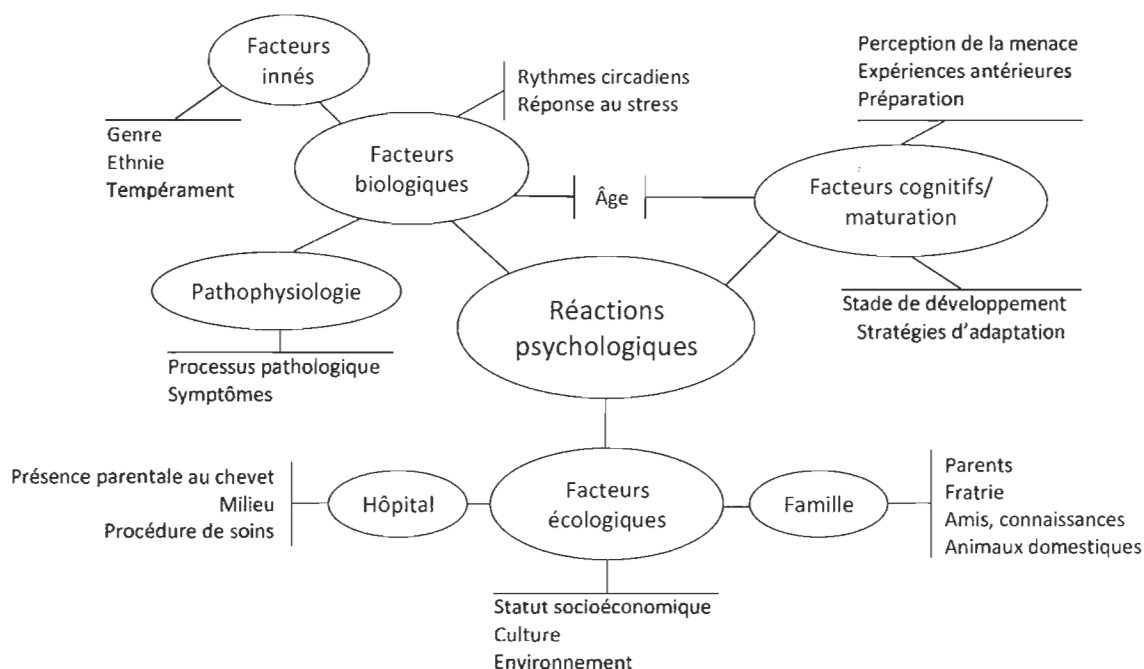 Facteurs
innés
Genre
Ethnie
Tempérament
Rythmes circadiens
Réponse au stress
Facteurs
biologiques
Âge
Perception de la menace
Expériences antérieures
Préparation
Facteurs cognitifs/
maturation
Stade de développement
Stratégies d'adaptation
Pathophysiologie
Processus pathologique
Symptômes
Réactions
psychologiques
Présence parentale au chevet
Milieu
Procédure de soins
Hôpital
Facteurs
écologiques
Famille
Parents
Fratrie
Amis, connaissances
Animaux domestiques
Statut socioéconomique
Culture
Environnement